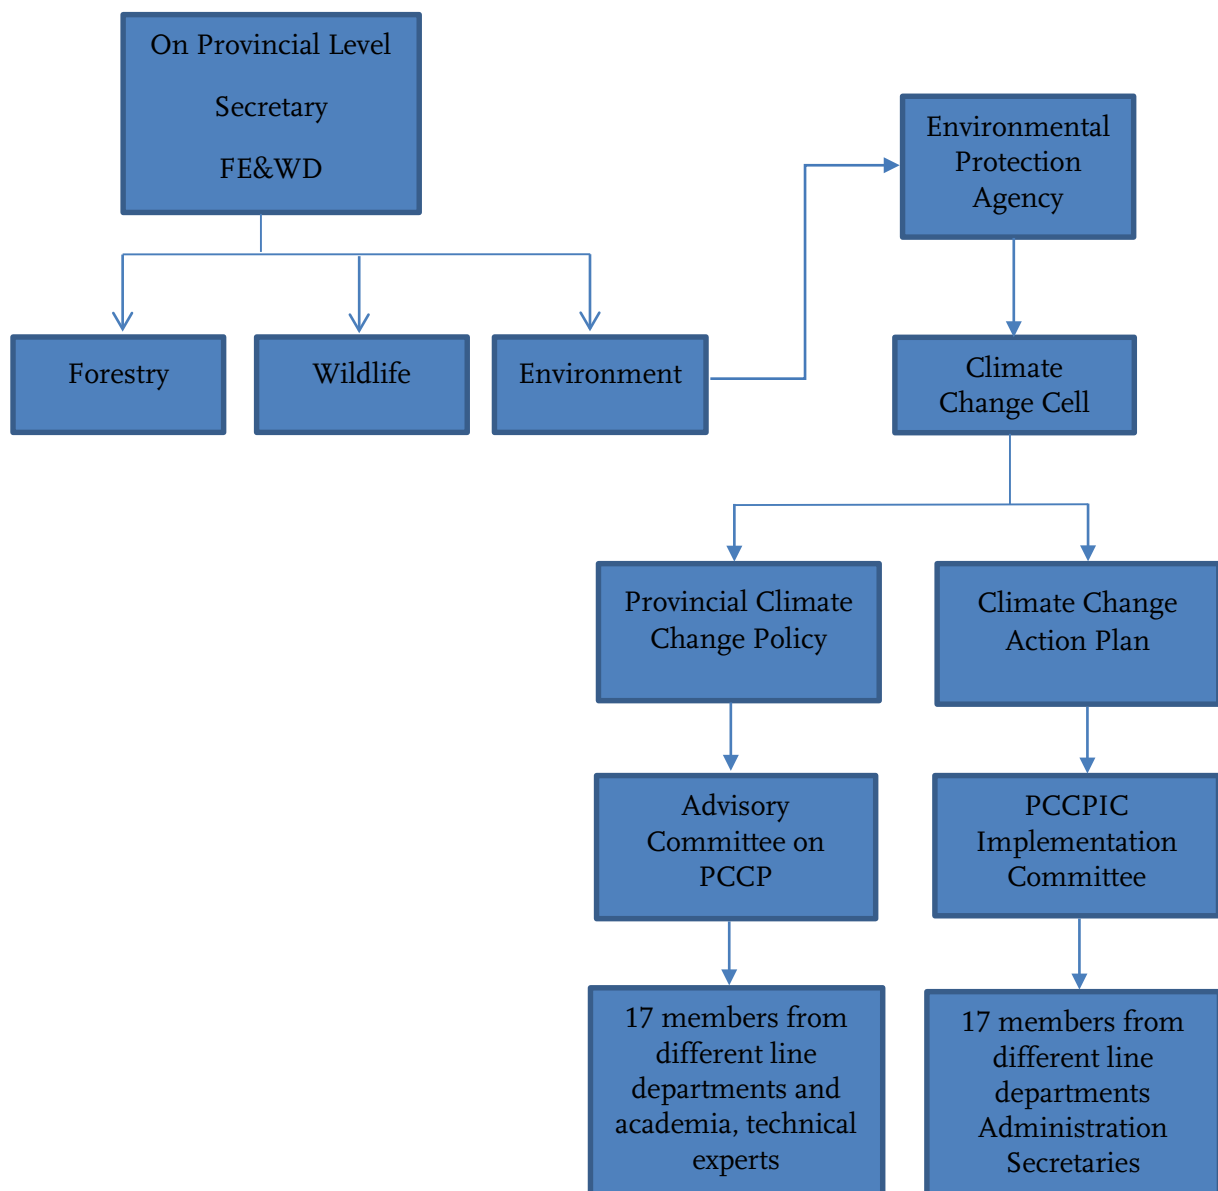 On Provincial Level
Secretary
FE&WD
Environmental
Protection
Agency
Forestry
Wildlife
Environment
Climate
Change Cell
Provincial Climate
Change Policy
Climate Change
Action Plan
Advisory
Committee on
PCCP
PCCPIC
Implementation
Committee
17 members from
different line
departments and
academia, technical
experts
17 members from
different line
departments
Administration
Secretaries